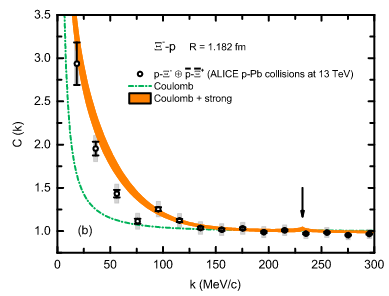 Ξ⁻-p R = 1.182 fm
p-Ξ⁻ ⊕ p̅-Ξ̅⁻ (ALICE p-Pb collisions at 13 TeV)
Coulomb
Coulomb + strong
C (k)
3.5
3.0
2.5
2.0
1.5
1.0
(b)
0 50 100 150 200 250 300
k (MeV/c)